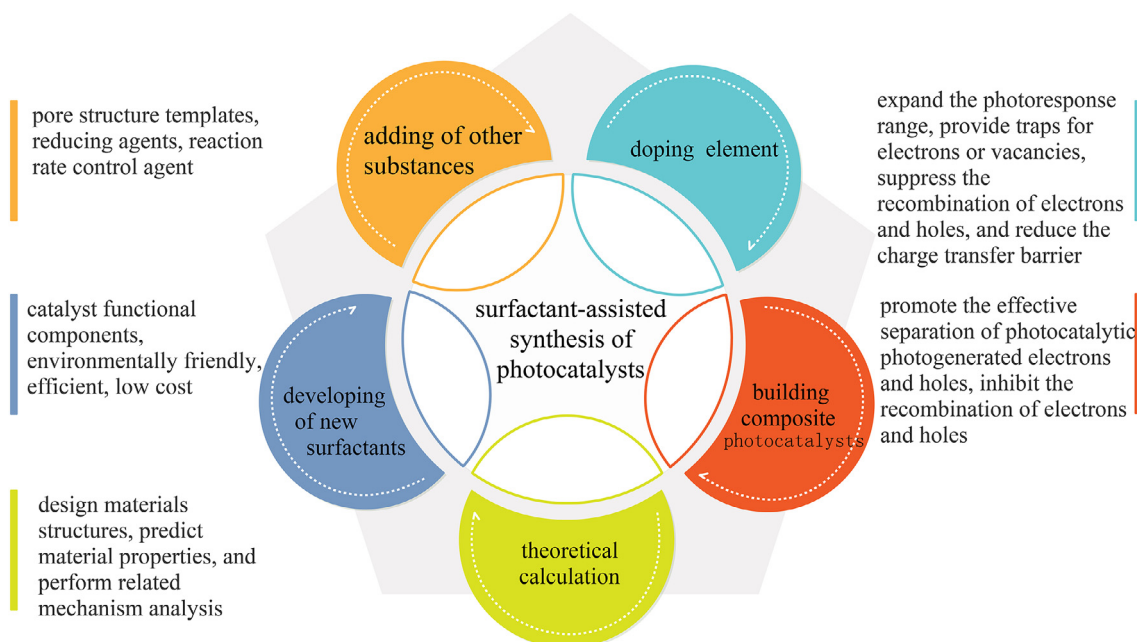 pore structure templates,
reducing agents, reaction
rate control agent
adding of other
substances
doping element
expand the photoresponse
range, provide traps for
electrons or vacancies,
suppress the
recombination of electrons
and holes, and reduce the
charge transfer barrier
catalyst functional
components,
environmentally friendly,
efficient, low cost
developing
of new
surfactants
surfactant-assisted
synthesis of
photocatalysts
building
composite
photocatalysts
promote the effective
separation of photocatalytic
photogenerated electrons
and holes, inhibit the
recombination of electrons
and holes
design materials
structures, predict
material properties, and
perform related
mechanism analysis
theoretical
calculation